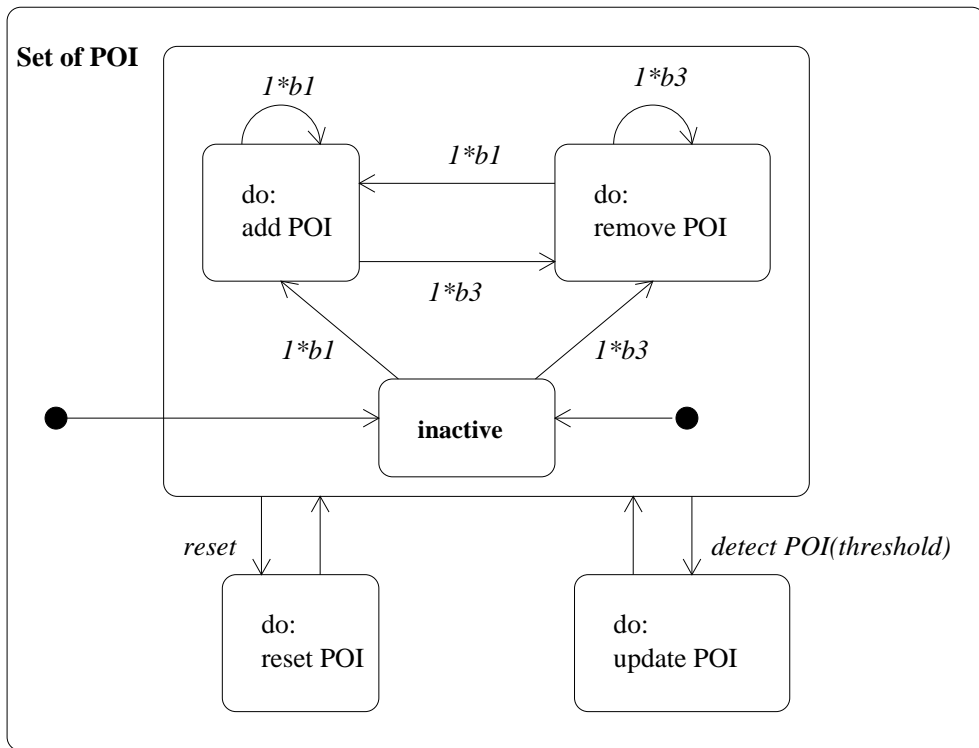 Set of POI
1*b1
1*b3
1*b1
do:
add POI
do:
remove POI
1*b3
1*b1
1*b3
inactive
reset
detect POI(threshold)
do:
reset POI
do:
update POI